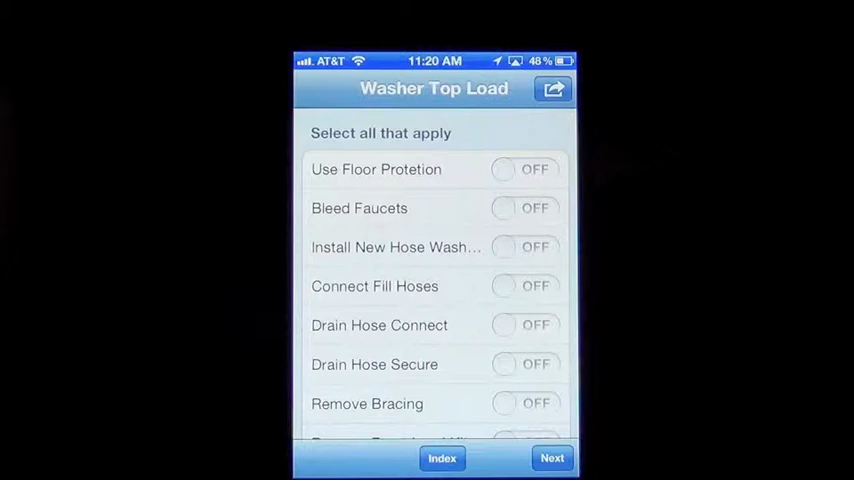 AT&T 11:20 AM 48%
Washer Top Load
Select all that apply
Use Floor Protetion OFF
Bleed Faucets OFF
Install New Hose Wash... OFF
Connect Fill Hoses OFF
Drain Hose Connect OFF
Drain Hose Secure OFF
Remove Bracing OFF
Index Next